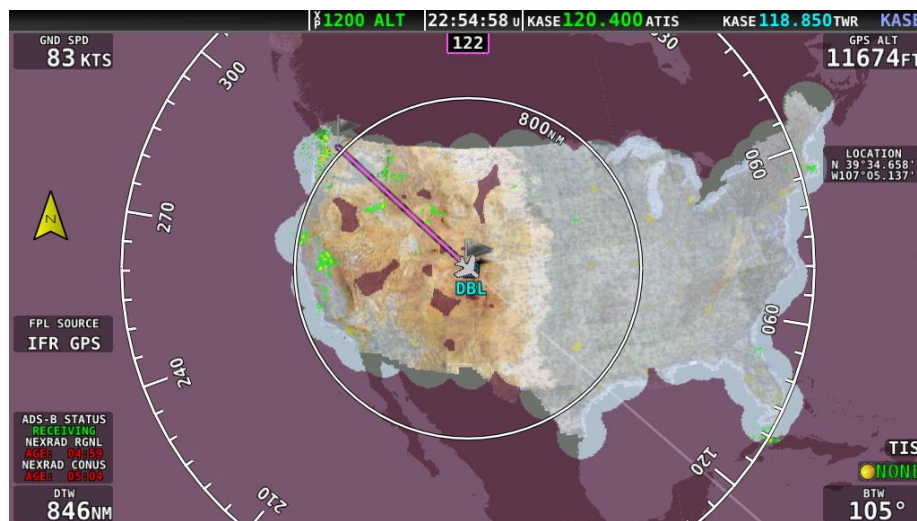 XP 1200 ALT 22:54:58 U KASE 120.400 ATIS KASE 118.850 TWR KASE
GND SPD
83 KTS
122
GPS ALT
11674FT
300
030
800NM
060
LOCATION
N 39°34.658'
W107°05.137'
N
270
DBL
FPL SOURCE
IFR GPS
090
240
ADS-B STATUS
RECEIVING
NEXRAD RGNL
AGE: 04:59
NEXRAD CONUS
AGE: 05:04
120
210
TIS
NONE
DTW
846NM
BTW
105°